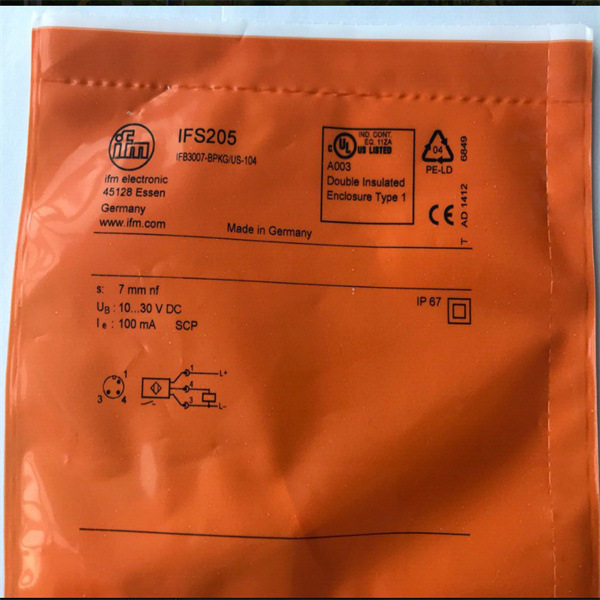 ifm
IFS205
IFB3007-BPKG/US-104
ifm electronic
45128 Essen
Germany
www.ifm.com
Made in Germany
C UL US LISTED
IND. CONT.
EQ. 11ZA
A003
Double Insulated
Enclosure Type 1
04
PE-LD
CE
T AD 1412 6849
s: 7 mm nf
UB : 10...30 V DC
Ie : 100 mA SCP
IP 67
1
3 4
1 L+
4
3 L−